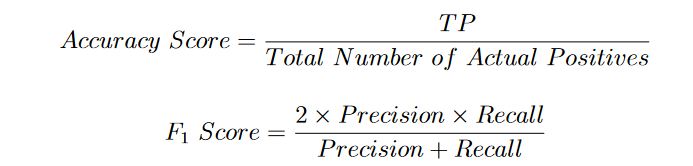 Accuracy Score = TP / Total Number of Actual Positives
F₁ Score = 2 × Precision × Recall / Precision + Recall